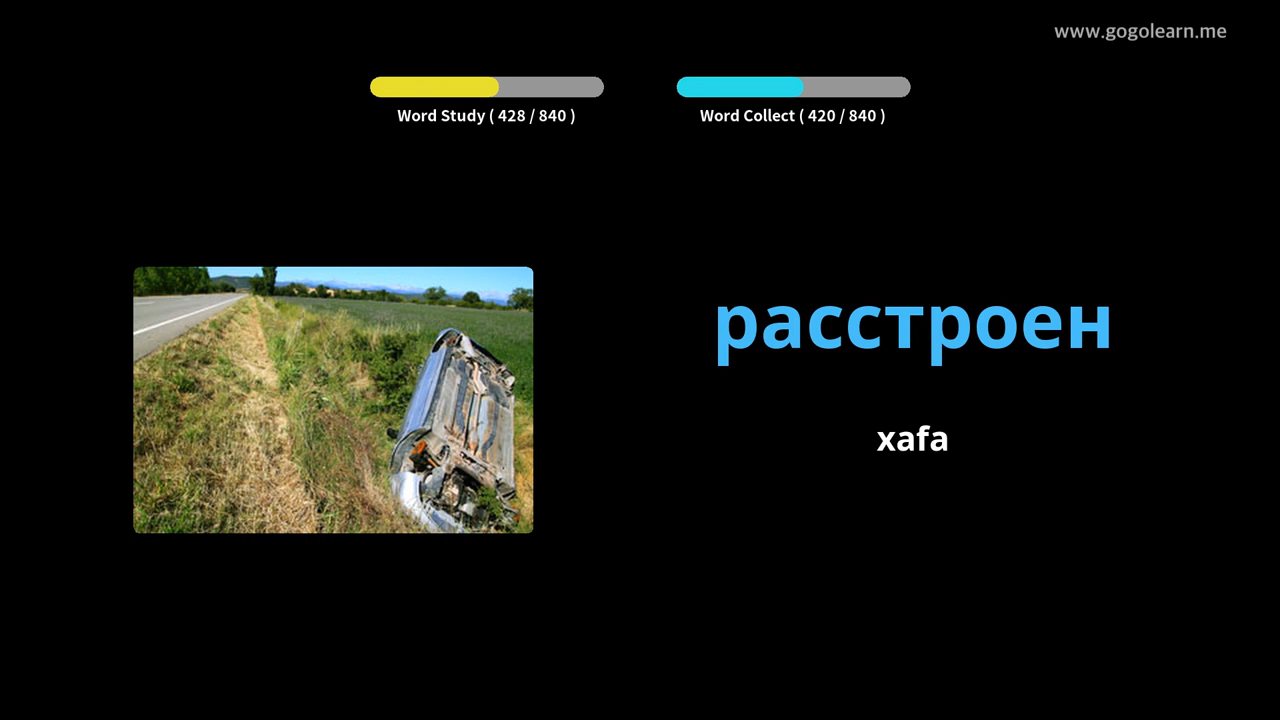 www.gogolearn.me
Word Study ( 428 / 840 )
Word Collect ( 420 / 840 )
расстроен
xafa